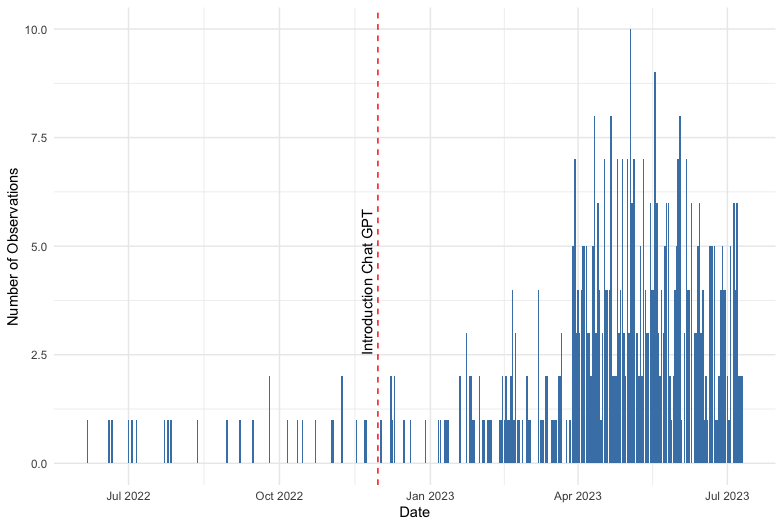 10.0
7.5
5.0
2.5
0.0
Number of Observations
Introduction Chat GPT
Jul 2022
Oct 2022
Jan 2023
Apr 2023
Jul 2023
Date